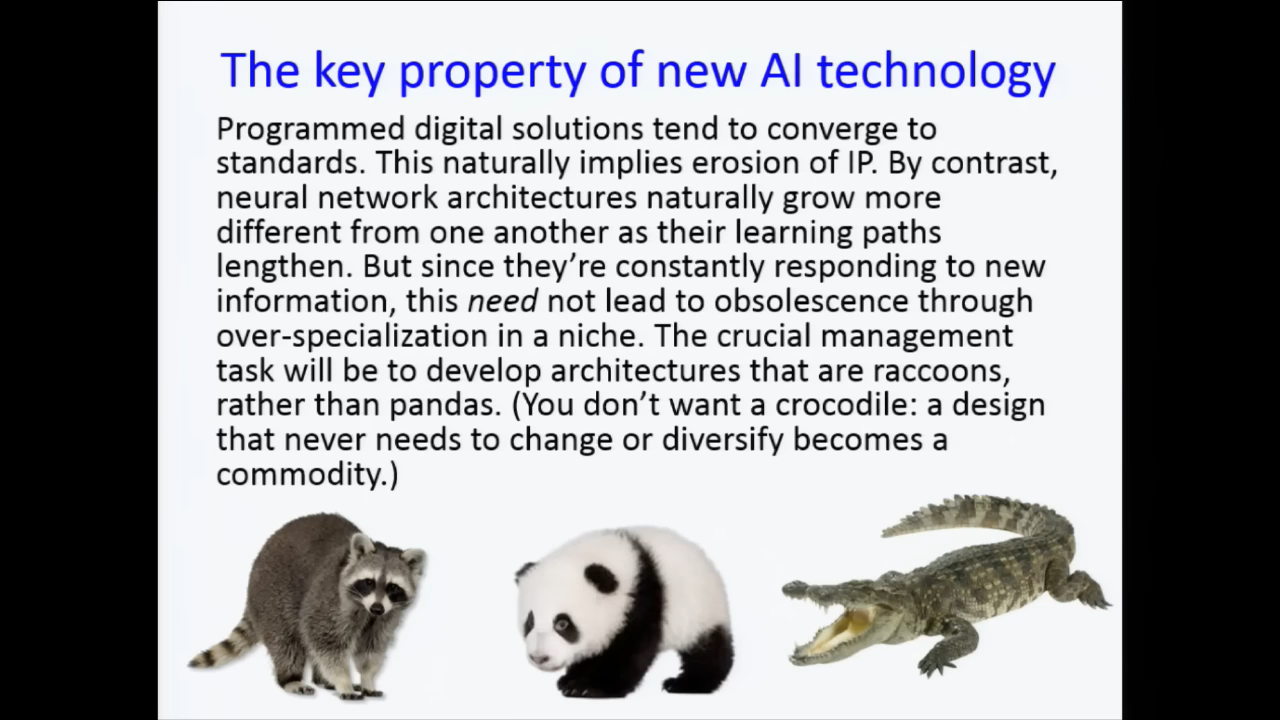 The key property of new AI technology
Programmed digital solutions tend to converge to
standards. This naturally implies erosion of IP. By contrast,
neural network architectures naturally grow more
different from one another as their learning paths
lengthen. But since they’re constantly responding to new
information, this need not lead to obsolescence through
over-specialization in a niche. The crucial management
task will be to develop architectures that are raccoons,
rather than pandas. (You don’t want a crocodile: a design
that never needs to change or diversify becomes a
commodity.)